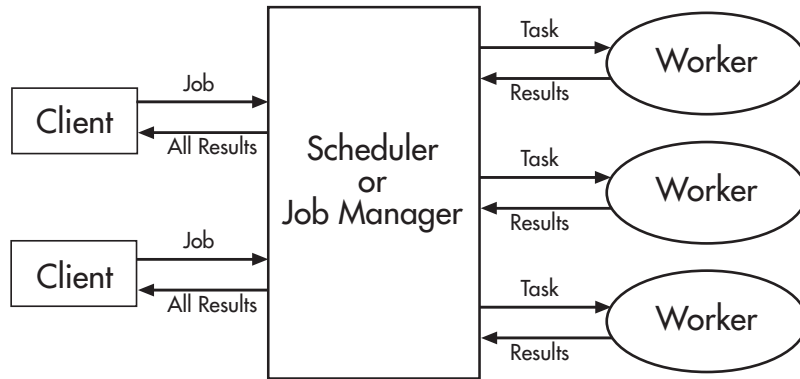 Client
Job
All Results
Client
Job
All Results
Scheduler
or
Job Manager
Task
Results
Worker
Task
Results
Worker
Task
Results
Worker